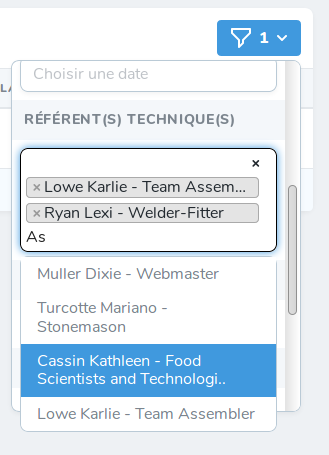 1
LA
Choisir une date
RÉFÉRENT(S) TECHNIQUE(S)
×
× Lowe Karlie - Team Assem...
× Ryan Lexi - Welder-Fitter
As
Muller Dixie - Webmaster
Turcotte Mariano -
Stonemason
Cassin Kathleen - Food
Scientists and Technologi..
Lowe Karlie - Team Assembler